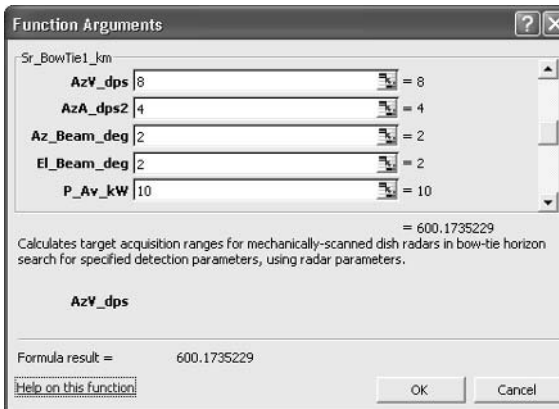 Function Arguments
Sr_BowTie1_km
AzV_dps 8 = 8
AzA_dps2 4 = 4
Az_Beam_deg 2 = 2
El_Beam_deg 2 = 2
P_Av_kW 10 = 10
= 600.1735229
Calculates target acquisition ranges for mechanically-scanned dish radars in bow-tie horizon
search for specified detection parameters, using radar parameters.
AzV_dps
Formula result = 600.1735229
Help on this function OK Cancel